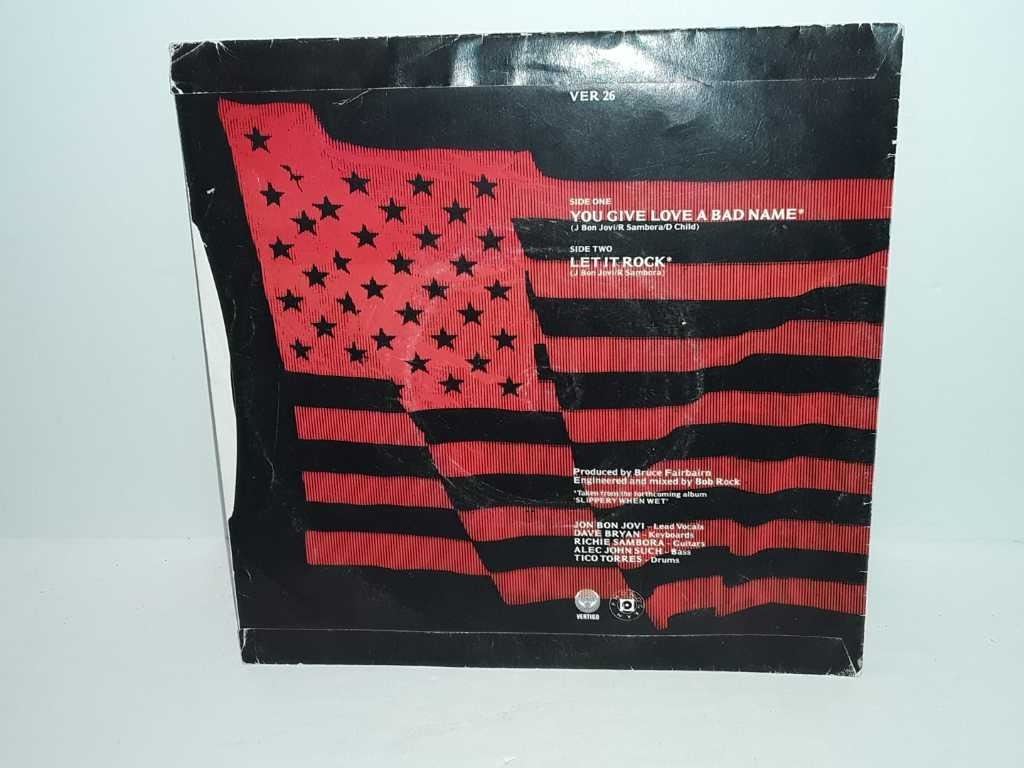 VER 26
SIDE ONE
YOU GIVE LOVE A BAD NAME*
(J Bon Jovi/R Sambora/D Child)
SIDE TWO
LET IT ROCK*
(J Bon Jovi/R Sambora)
Produced by Bruce Fairbairn
Engineered and mixed by Bob Rock
*Taken from the forthcoming album
'SLIPPERY WHEN WET'
JON BON JOVI – Lead Vocals
DAVE BRYAN – Keyboards
RICHIE SAMBORA – Guitars
ALEC JOHN SUCH – Bass
TICO TORRES – Drums
VERTIGO